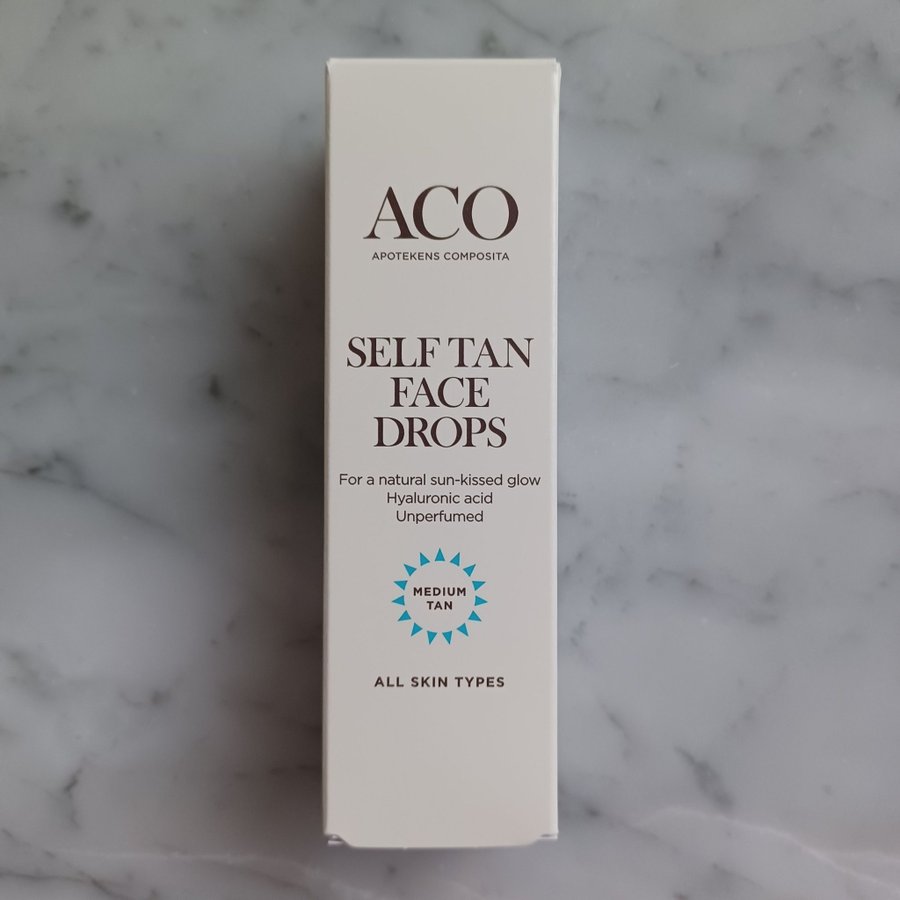 ACO
APOTEKENS COMPOSITA
SELF TAN
FACE
DROPS
For a natural sun-kissed glow
Hyaluronic acid
Unperfumed
MEDIUM
TAN
ALL SKIN TYPES